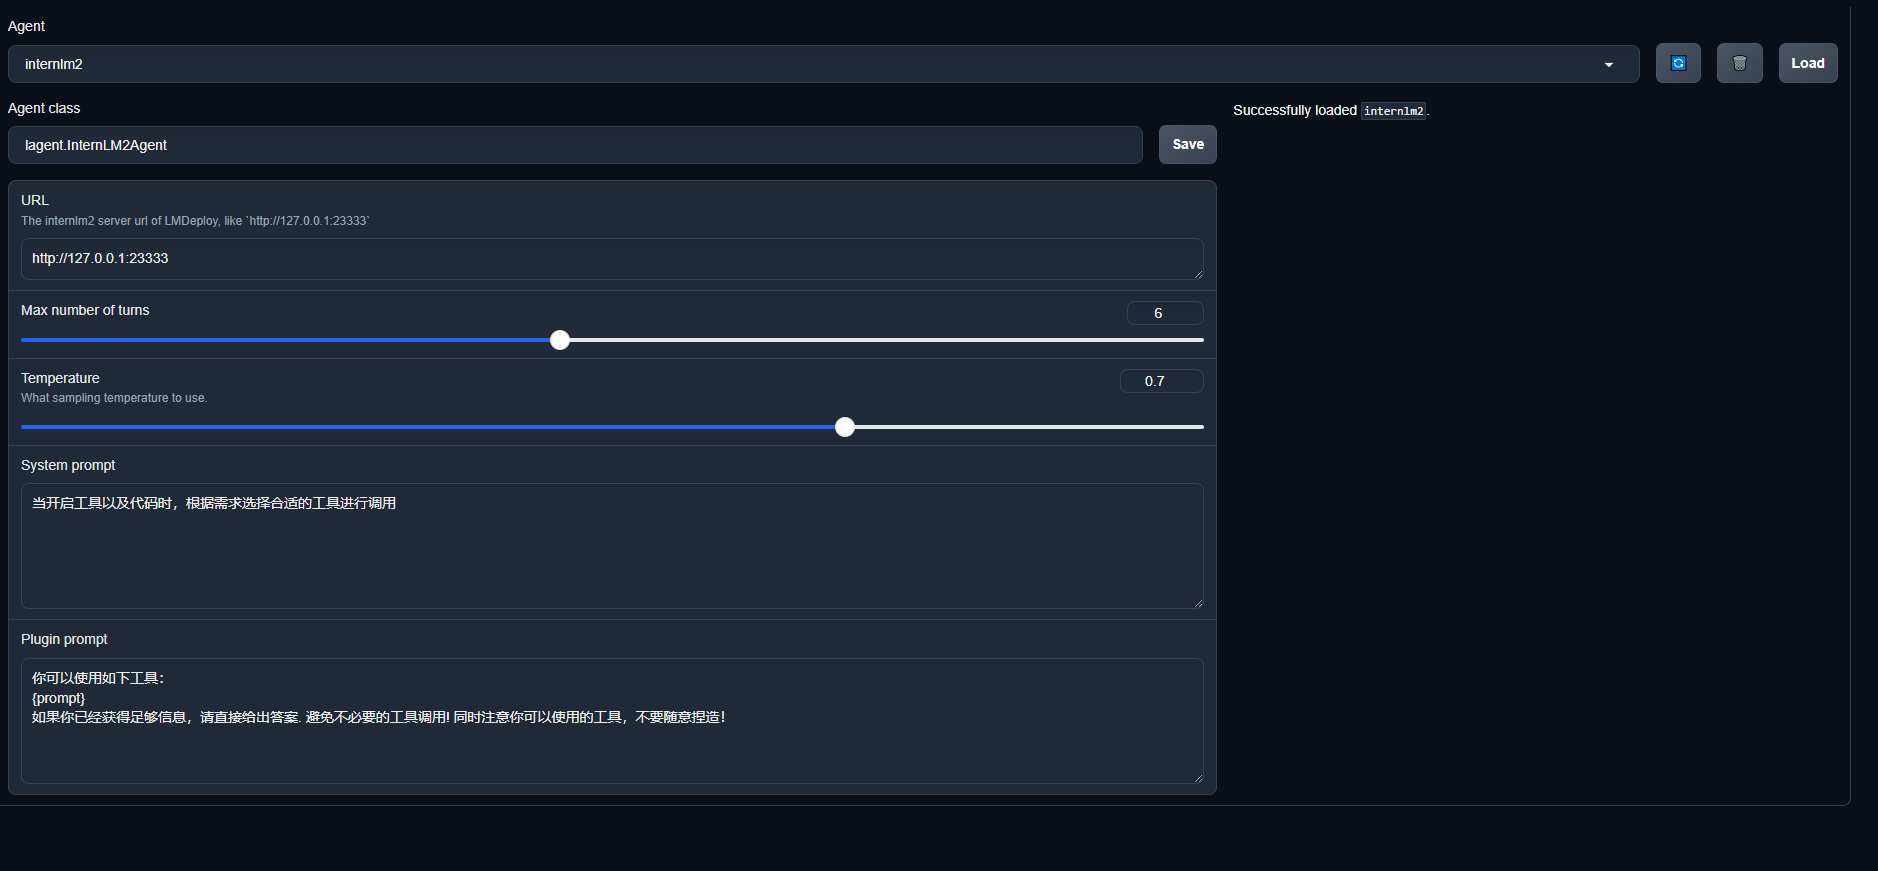 Agent
internlm2
Load
Agent class
lagent.InternLM2Agent
Save
Successfully loaded internlm2.
URL
The internlm2 server url of LMDeploy, like `http://127.0.0.1:23333`
http://127.0.0.1:23333
Max number of turns
6
Temperature
0.7
What sampling temperature to use.
System prompt
当开启工具以及代码时，根据需求选择合适的工具进行调用
Plugin prompt
你可以使用如下工具：
{prompt}
如果你已经获得足够信息，请直接给出答案. 避免不必要的工具调用! 同时注意你可以使用的工具，不要随意捏造！